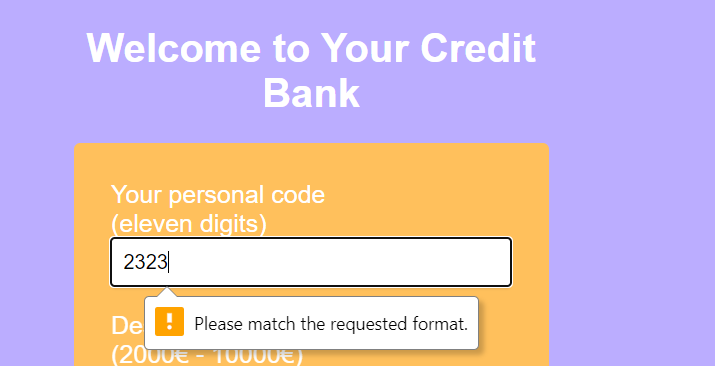 Welcome to Your Credit
Bank
Your personal code
(eleven digits)
2323
Please match the requested format.
De
(2000€ - 10000€)